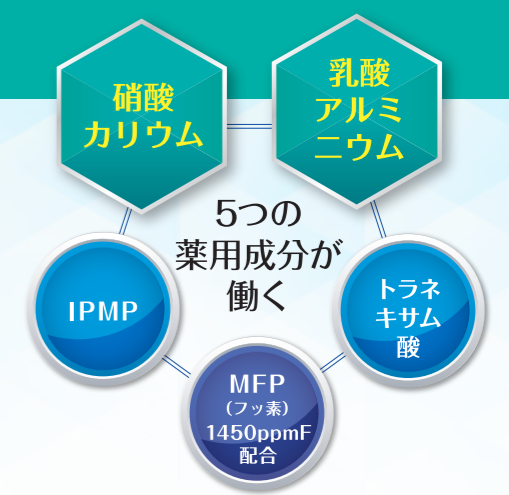 硝酸
カリウム
乳酸
アルミ
ニウム
5つの
薬用成分が
働く
IPMP
トラネ
キサム
酸
MFP
（フッ素）
1450ppmF
配合